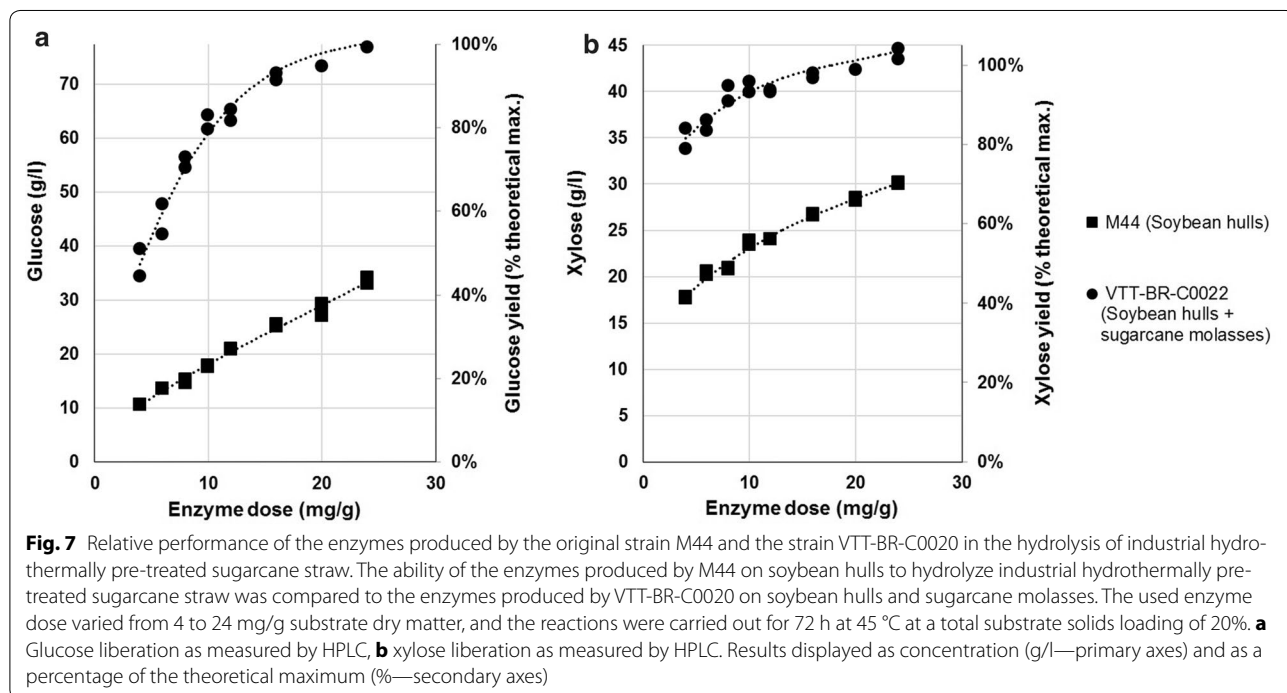 a
70
60
50
40
30
20
10
0
Glucose (g/l)
100%
80%
60%
40%
20%
0%
Glucose yield (% theoretical max.)
0
10
20
30
Enzyme dose (mg/g)
b
45
40
35
30
25
20
15
10
5
0
Xylose (g/l)
100%
80%
60%
40%
20%
0%
Xylose yield (% theoretical max.)
0
10
20
30
Enzyme dose (mg/g)
M44 (Soybean hulls)
VTT-BR-C0022
(Soybean hulls +
sugarcane molasses)
Fig. 7 Relative performance of the enzymes produced by the original strain M44 and the strain VTT-BR-C0020 in the hydrolysis of industrial hydro-
thermally pre-treated sugarcane straw. The ability of the enzymes produced by M44 on soybean hulls to hydrolyze industrial hydrothermally pre-
treated sugarcane straw was compared to the enzymes produced by VTT-BR-C0020 on soybean hulls and sugarcane molasses. The used enzyme
dose varied from 4 to 24 mg/g substrate dry matter, and the reactions were carried out for 72 h at 45 °C at a total substrate solids loading of 20%. a
Glucose liberation as measured by HPLC, b xylose liberation as measured by HPLC. Results displayed as concentration (g/l—primary axes) and as a
percentage of the theoretical maximum (%—secondary axes)